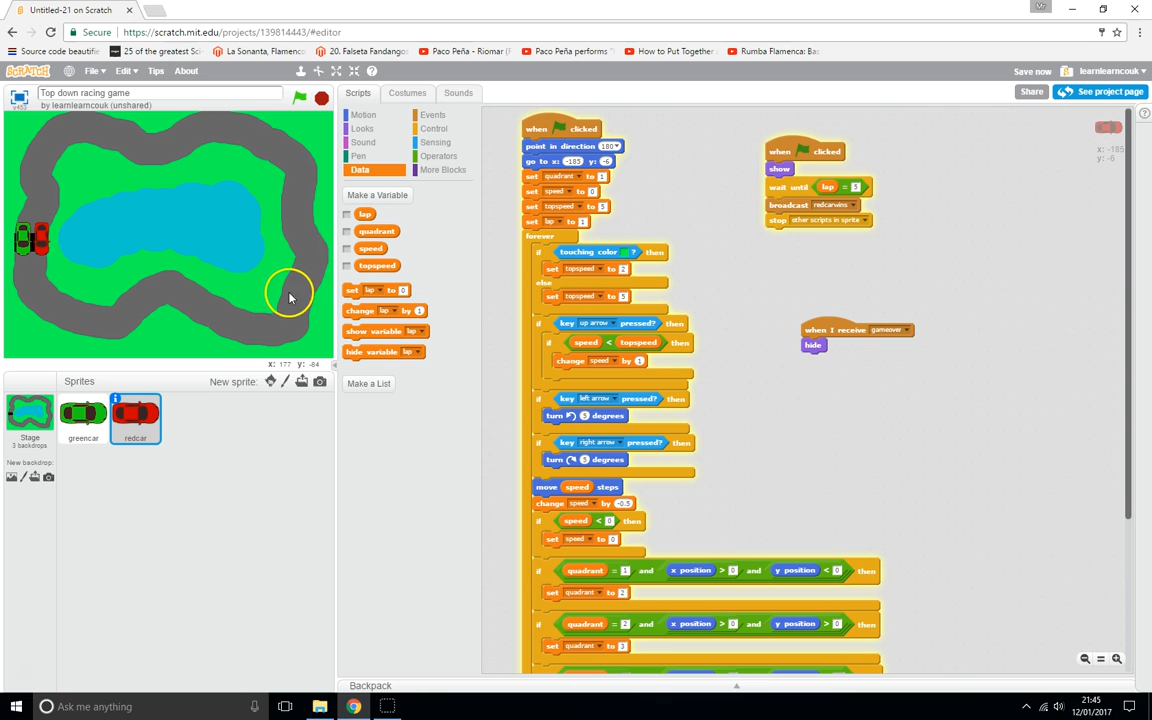 Untitled-21 on Scratch
Mr
Secure https://scratch.mit.edu/projects/139814443/#editor
Source code beautifie 25 of the greatest Sci- La Sonanta, Flamenco 20. Falseta Fandangos Paco Peña - Riomar (F Paco Peña performs " How to Put Together Rumba Flamenca: Bas
SCRATCH File Edit Tips About Save now learnlearncouk
Top down racing game
by learnlearncouk (unshared)
v453
Scripts Costumes Sounds
Share See project page
Motion Events
Looks Control
Sound Sensing
Pen Operators
Data More Blocks
Make a Variable
lap
quadrant
speed
topspeed
set lap to 0
change lap by 1
show variable lap
hide variable lap
Make a List
x: 177 y: -84
Sprites New sprite:
Stage
3 backdrops
New backdrop:
greencar
redcar
when clicked
point in direction 180
go to x: -185 y: -6
set quadrant to 1
set speed to 0
set topspeed to 5
set lap to 1
forever
if touching color ? then
set topspeed to 2
else
set topspeed to 5
if key up arrow pressed? then
if speed < topspeed then
change speed by 1
if key left arrow pressed? then
turn 5 degrees
if key right arrow pressed? then
turn 5 degrees
move speed steps
change speed by -0.5
if speed < 0 then
set speed to 0
if quadrant = 1 and x position > 0 and y position < 0 then
set quadrant to 2
if quadrant = 2 and x position > 0 and y position > 0 then
set quadrant to 3
when clicked
show
wait until lap = 5
broadcast redcarwins
stop other scripts in sprite
when I receive gameover
hide
x: -185
y: -6
Backpack
Ask me anything
21:45
12/01/2017